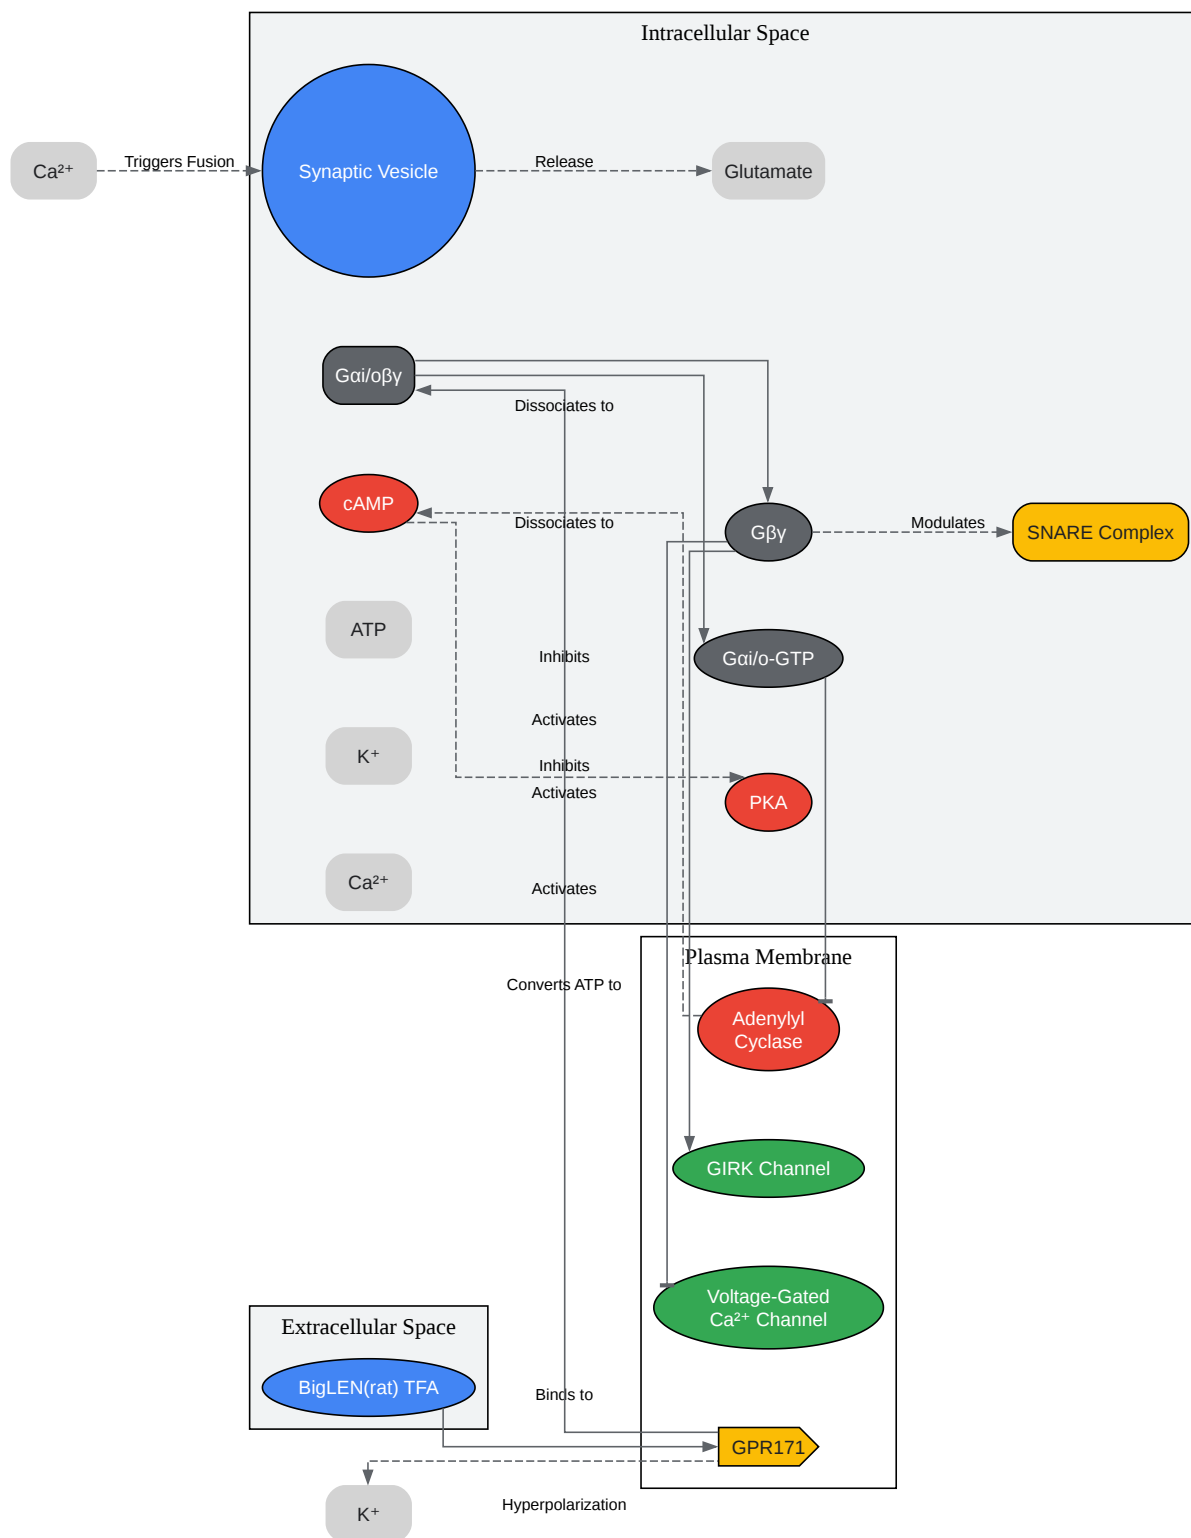 Intracellular Space
Ca²⁺
Triggers Fusion
Synaptic Vesicle
Release
Glutamate
Gαi/oβγ
Dissociates to
cAMP
Dissociates to
Gβγ
Modulates
SNARE Complex
ATP
Inhibits
Gαi/o-GTP
Activates
K⁺
Inhibits
Activates
PKA
Ca²⁺
Activates
Plasma Membrane
Converts ATP to
Adenylyl
Cyclase
GIRK Channel
Voltage-Gated
Ca²⁺ Channel
Extracellular Space
BigLEN(rat) TFA
Binds to
GPR171
Hyperpolarization
K⁺